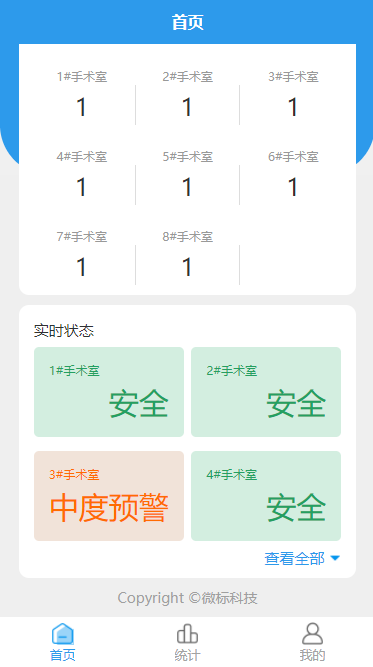 首页
1#手术室 2#手术室 3#手术室
1 1 1
4#手术室 5#手术室 6#手术室
1 1 1
7#手术室 8#手术室
1 1
实时状态
1#手术室 2#手术室
安全 安全
3#手术室 4#手术室
中度预警 安全
查看全部
Copyright ©微标科技
首页 统计 我的